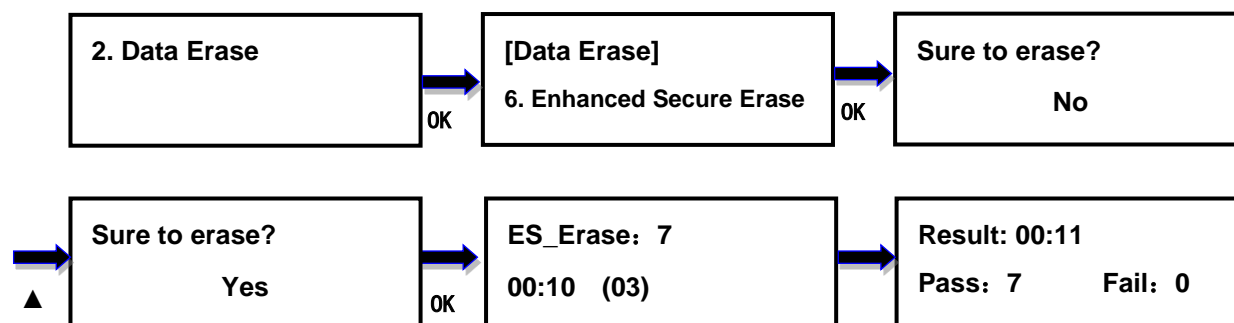 2. Data Erase
OK
[Data Erase]
6. Enhanced Secure Erase
OK
Sure to erase?
No
▲
Sure to erase?
Yes
OK
ES_Erase：7
00:10 (03)
Result: 00:11
Pass：7 Fail：0